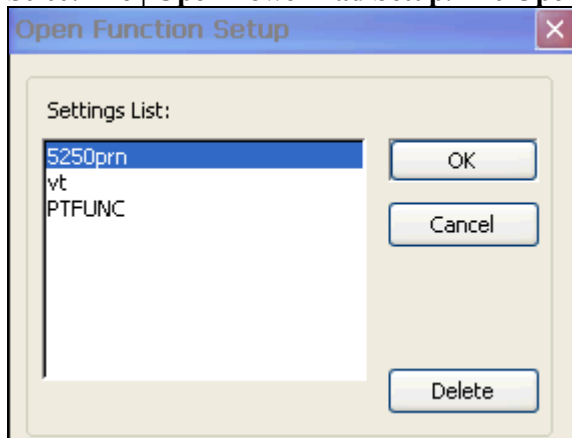 Open Function Setup
Settings List:
5250prn
vt
PTFUNC
OK
Cancel
Delete